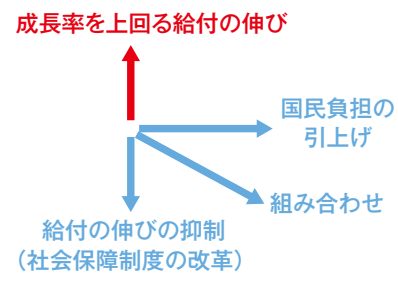 成長率を上回る給付の伸び
国民負担の
引上げ
組み合わせ
給付の伸びの抑制
（社会保障制度の改革）